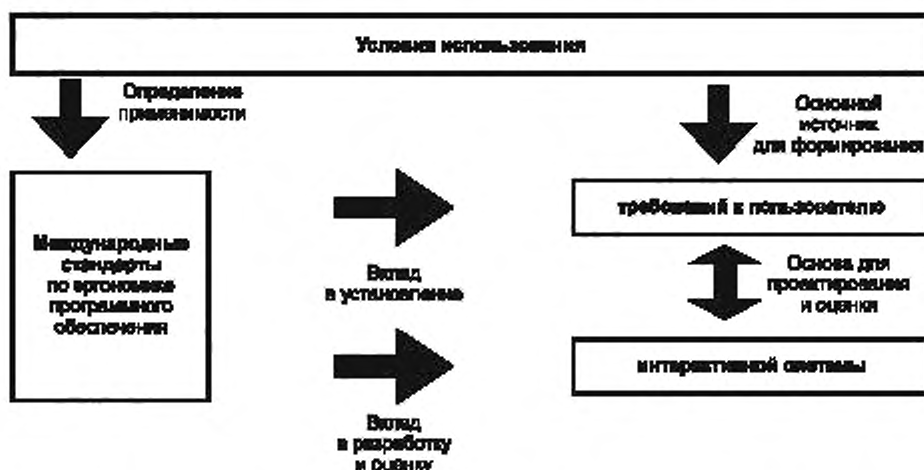 Условия использования
Определение
применимости
Основной
источник
для формирования
Международные
стандарты
по эргономике
программного
обеспечения
Вклад
в установление
требований к пользователю
Основа для
проектирования
и оценки
Вклад
в разработку
и оценку
интерактивной системы